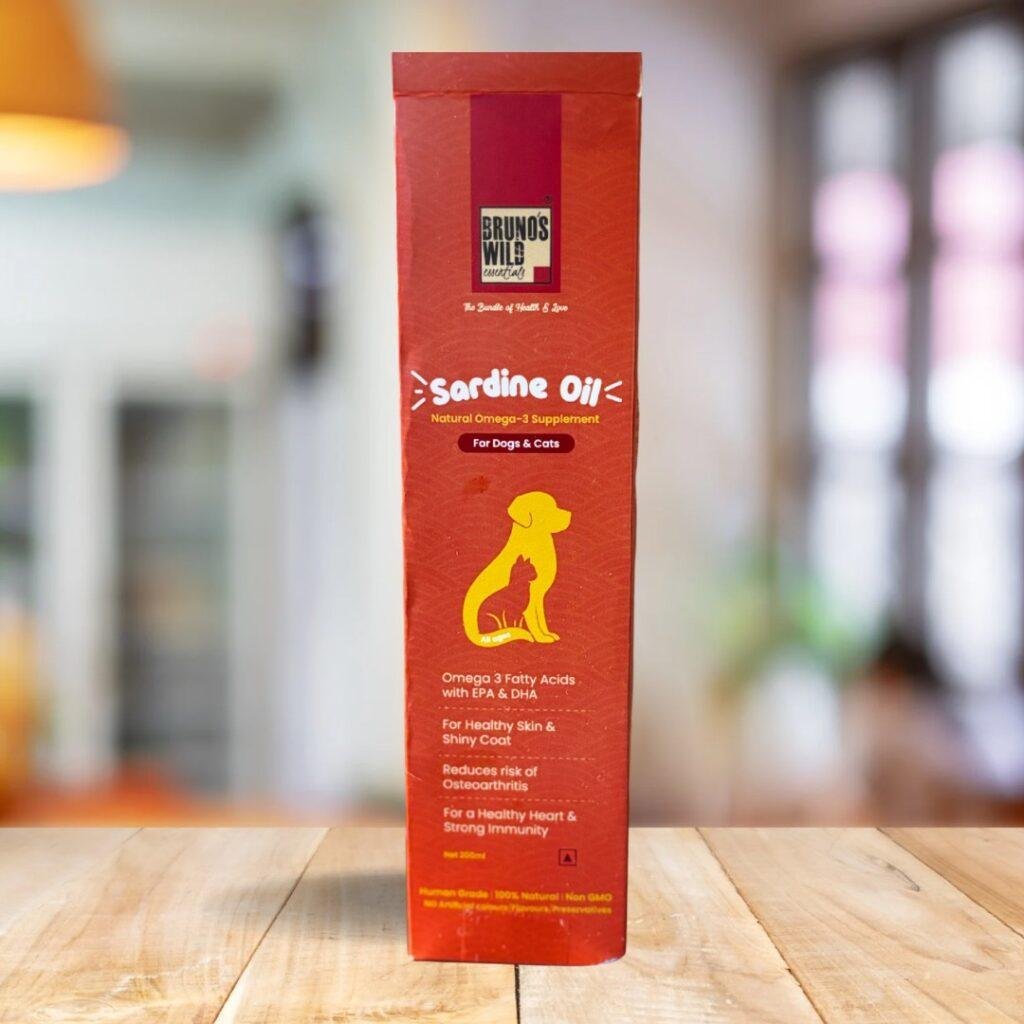 BRUNO'S
WILD
essentials
The Bundle of Health & Love
Sardine Oil
Natural Omega-3 Supplement
For Dogs & Cats
All ages
Omega 3 Fatty Acids
with EPA & DHA
For Healthy Skin &
Shiny Coat
Reduces risk of
Osteoarthritis
For a Healthy Heart &
Strong Immunity
Net 200ml
Human Grade | 100% Natural | Non GMO
NO Artificial colours/Flavours/Preservatives